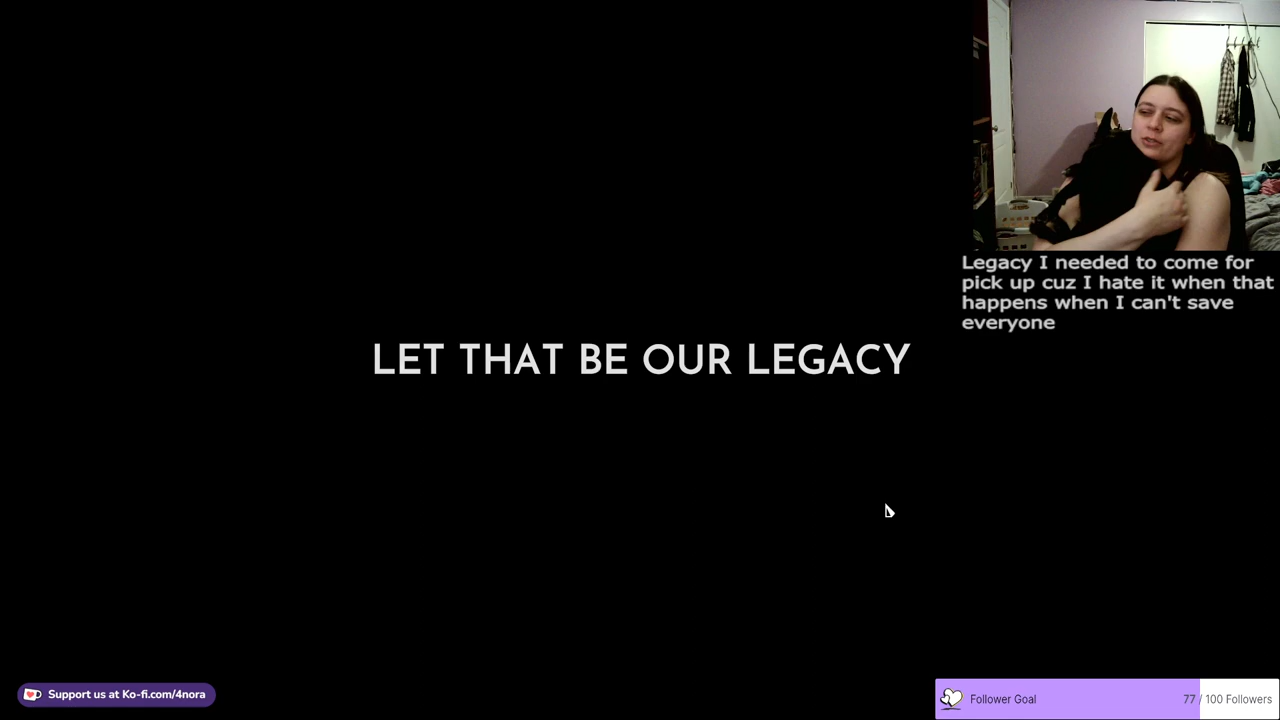 Legacy I needed to come for
pick up cuz I hate it when that
happens when I can't save
everyone
LET THAT BE OUR LEGACY
Support us at Ko-fi.com/4nora
Follower Goal 77 / 100 Followers